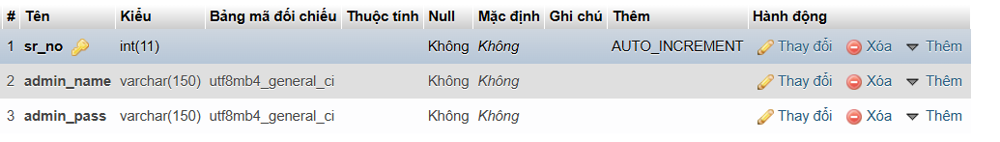 # Tên Kiểu Bảng mã đối chiếu Thuộc tính Null Mặc định Ghi chú Thêm Hành động
1 sr_no int(11) Không Không AUTO_INCREMENT Thay đổi Xóa Thêm
2 admin_name varchar(150) utf8mb4_general_ci Không Không Thay đổi Xóa Thêm
3 admin_pass varchar(150) utf8mb4_general_ci Không Không Thay đổi Xóa Thêm